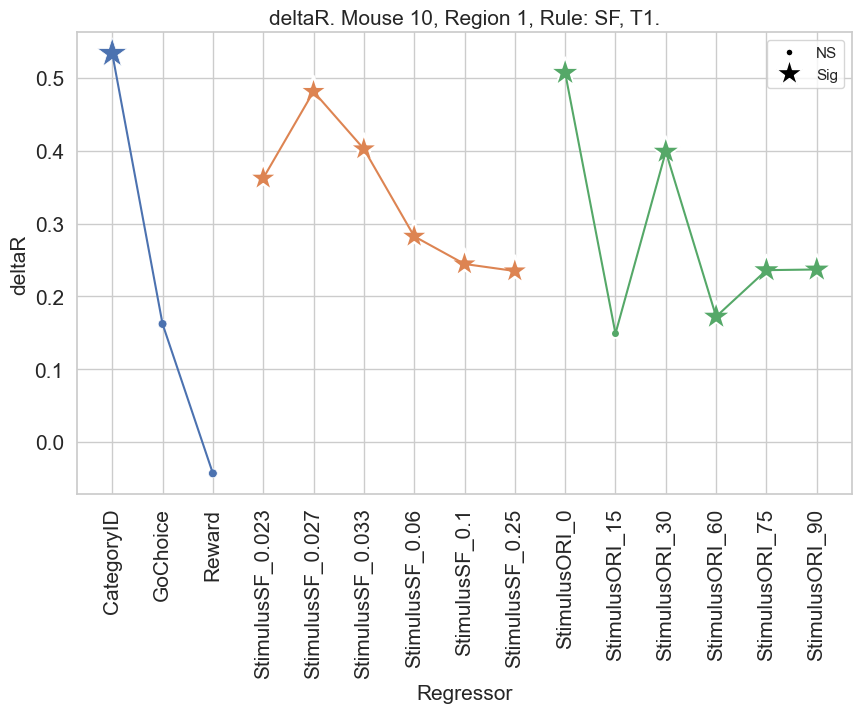 deltaR. Mouse 10, Region 1, Rule: SF, T1.
NS
Sig
deltaR
0.5
0.4
0.3
0.2
0.1
0.0
CategoryID
GoChoice
Reward
StimulusSF_0.023
StimulusSF_0.027
StimulusSF_0.033
StimulusSF_0.06
StimulusSF_0.1
StimulusSF_0.25
StimulusORI_0
StimulusORI_15
StimulusORI_30
StimulusORI_60
StimulusORI_75
StimulusORI_90
Regressor